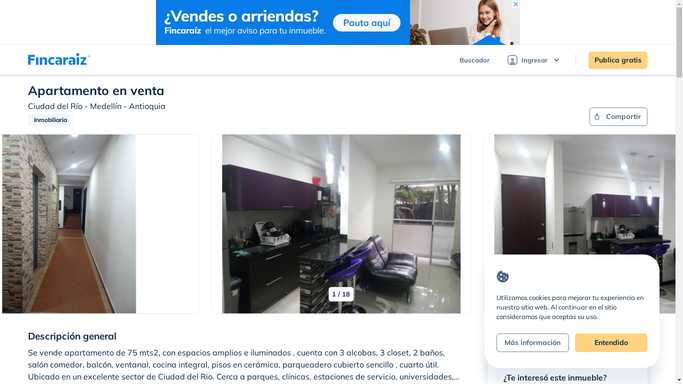 ¿Vendes o arriendas?
Fincaraíz el mejor aviso para tu inmueble.
Pauta aquí
Fincaraíz
Buscador
Ingresar
Publica gratis
Apartamento en venta
Ciudad del Río - Medellín - Antioquia
Inmobiliaria
Compartir
1 / 18
Utilizamos cookies para mejorar tu experiencia en
nuestro sitio web. Al continuar en el sitio
consideramos que aceptas su uso.
Más información
Entendido
Descripción general
Se vende apartamento de 75 mts2, con espacios amplios e iluminados , cuenta con 3 alcobas, 3 closet, 2 baños,
salón comedor, balcón, ventanal, cocina integral, pisos en cerámica, parqueadero cubierto sencillo , cuarto útil.
Ubicado en un excelente sector de Ciudad del Rio. Cerca a parques, clínicas, estaciones de servicio, universidades,...
¿Te interesó este inmueble?